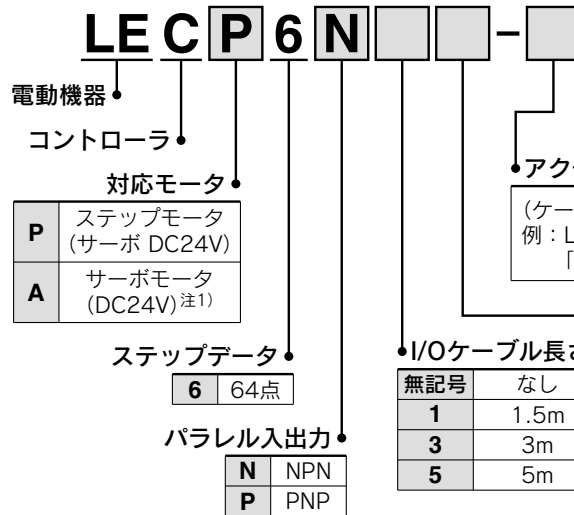 LE C P 6 N -
電動機器
コントローラ
対応モータ
P ステップモータ
(サーボ DC24V)
A サーボモータ
(DC24V)注1)
ステップデータ
6 64点
パラレル入出力
N NPN
P PNP
アク
(ケー
例：L
「
I/Oケーブル長さ
無記号 なし
1 1.5m
3 3m
5 5m